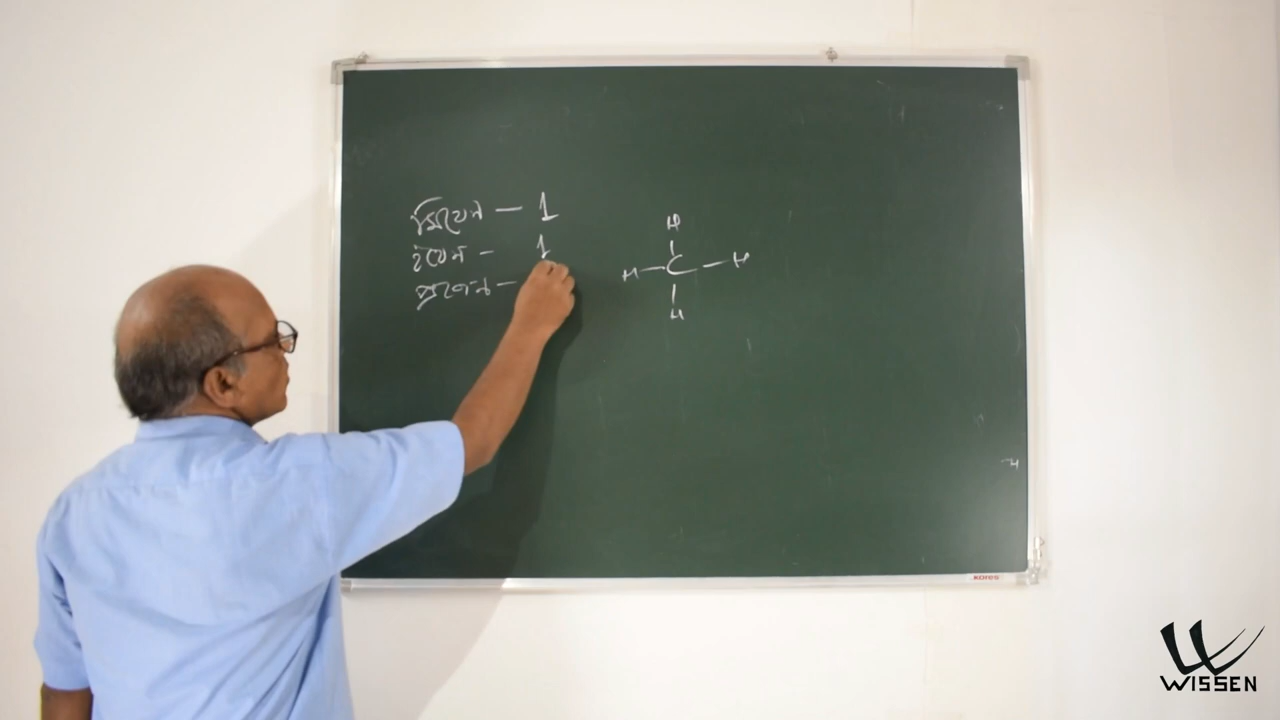 মিথেন — 1
ইথেন - 1
প্রপেন -
H
H — C — H
H
kores
WISSEN